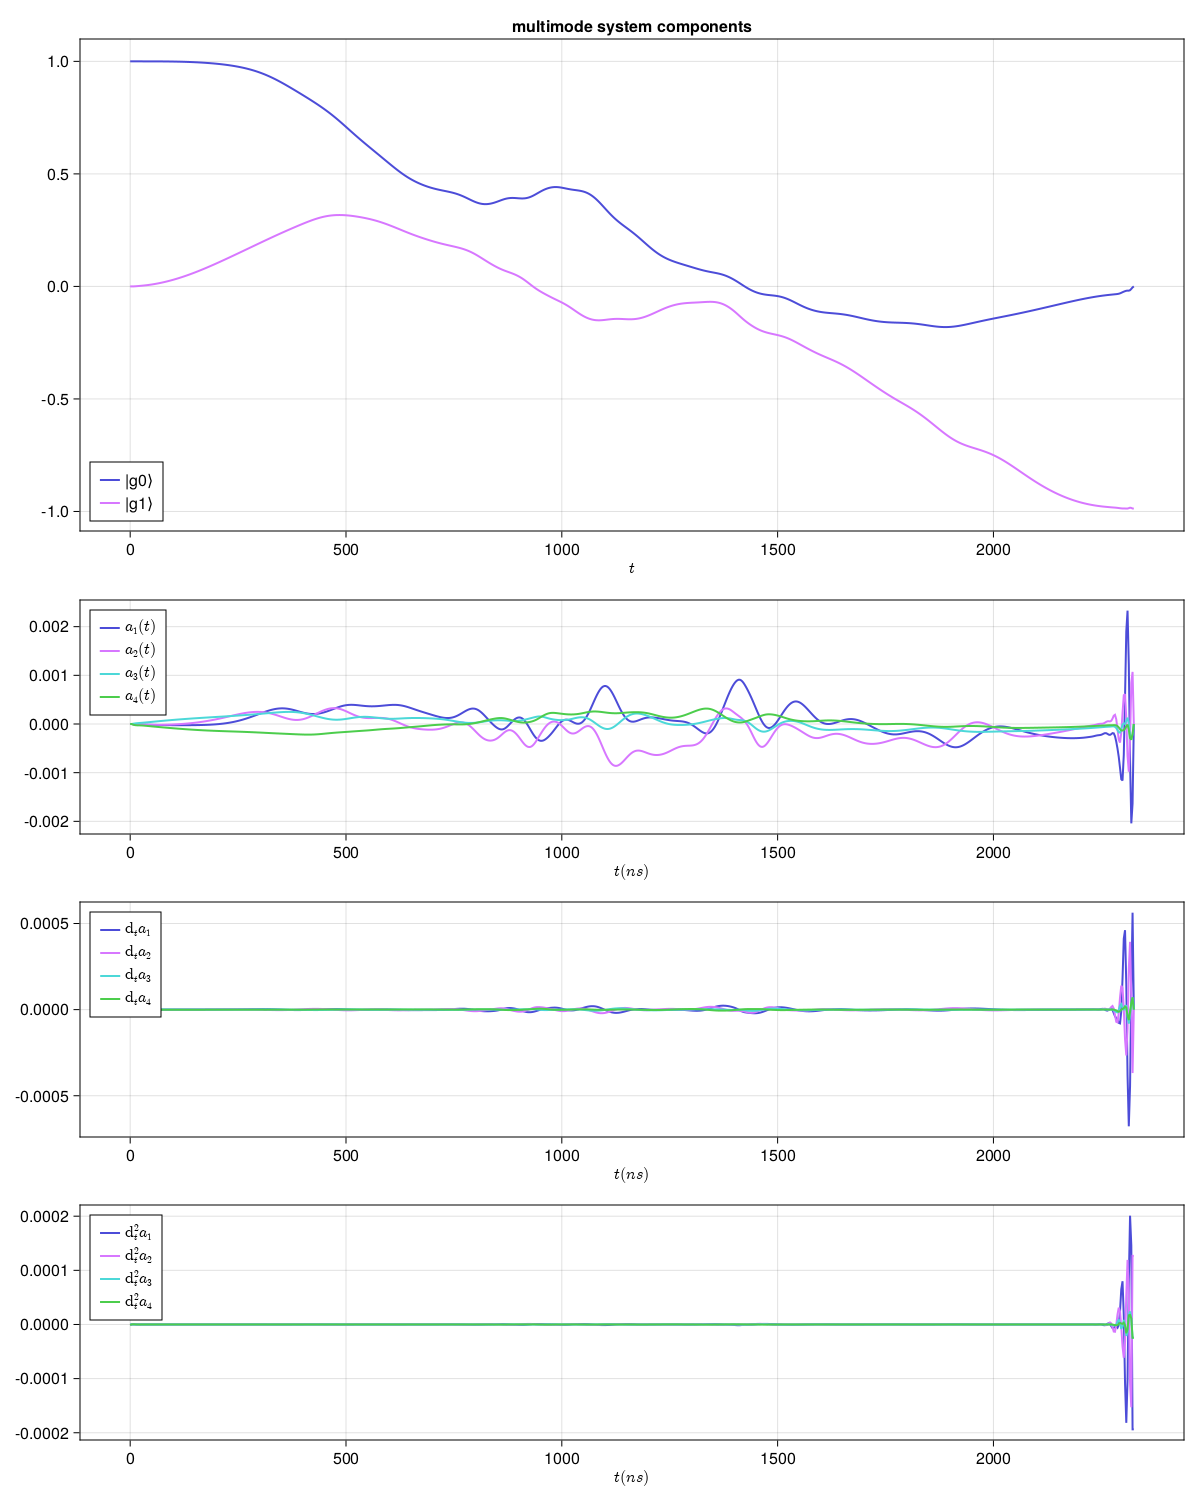 multimode system components
1.0
0.5
0.0
-0.5
-1.0
|g0⟩
|g1⟩
0 500 1000 1500 2000
t
0.002
0.001
0.000
-0.001
-0.002
a₁(t)
a₂(t)
a₃(t)
a₄(t)
0 500 1000 1500 2000
t(ns)
0.0005
0.0000
-0.0005
dₜa₁
dₜa₂
dₜa₃
dₜa₄
0 500 1000 1500 2000
t(ns)
0.0002
0.0001
0.0000
-0.0001
-0.0002
d²ₜa₁
d²ₜa₂
d²ₜa₃
d²ₜa₄
0 500 1000 1500 2000
t(ns)